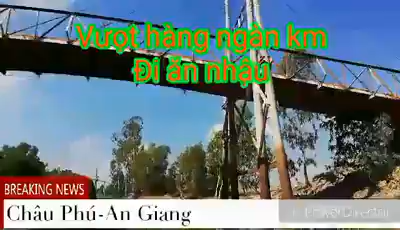 Vượt hàng ngàn km
Đi ăn nhậu
BREAKING NEWS
Châu Phú-An Giang